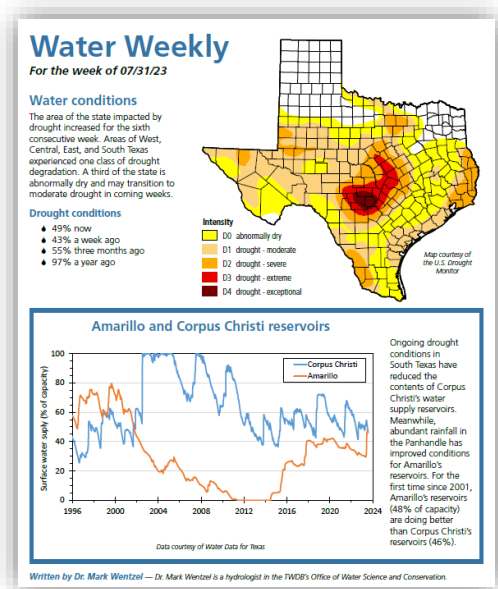 Water Weekly
For the week of 07/31/23
Water conditions
The area of the state impacted by
drought increased for the sixth
consecutive week. Areas of West,
Central, East, and South Texas
experienced one class of drought
degradation. A third of the state is
abnormally dry and may transition to
moderate drought in coming weeks.
Drought conditions
49% now
43% a week ago
55% three months ago
97% a year ago
Intensity
D0 abnormally dry
D1 drought - moderate
D2 drought - severe
D3 drought - extreme
D4 drought - exceptional
Map courtesy of
the U.S. Drought
Monitor
Amarillo and Corpus Christi reservoirs
Surface water suply (% of capacity)
100
80
60
40
20
0
1996 2000 2004 2008 2012 2016 2020 2024
Corpus Christi
Amarillo
Data courtesy of Water Data for Texas
Ongoing drought
conditions in
South Texas have
reduced the
contents of Corpus
Christi's water
supply reservoirs.
Meanwhile,
abundant rainfall in
the Panhandle has
improved conditions
for Amarillo's
reservoirs. For the
first time since 2001,
Amarillo's reservoirs
(48% of capacity)
are doing better
than Corpus Christi's
reservoirs (46%).
Written by Dr. Mark Wentzel — Dr. Mark Wentzel is a hydrologist in the TWDB's Office of Water Science and Conservation.